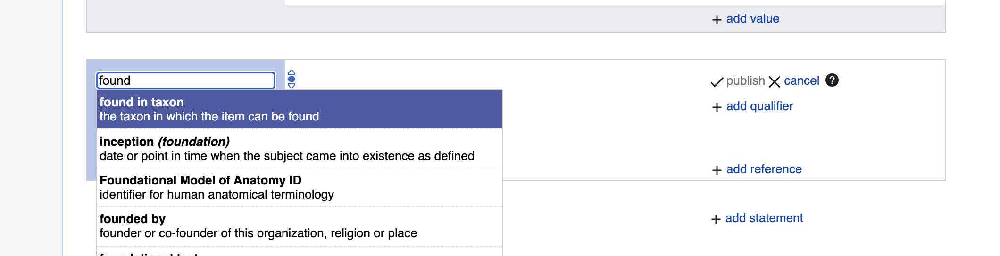 + add value
found
publish cancel ?
found in taxon
the taxon in which the item can be found
+ add qualifier
inception (foundation)
date or point in time when the subject came into existence as defined
+ add reference
Foundational Model of Anatomy ID
identifier for human anatomical terminology
founded by
founder or co-founder of this organization, religion or place
+ add statement